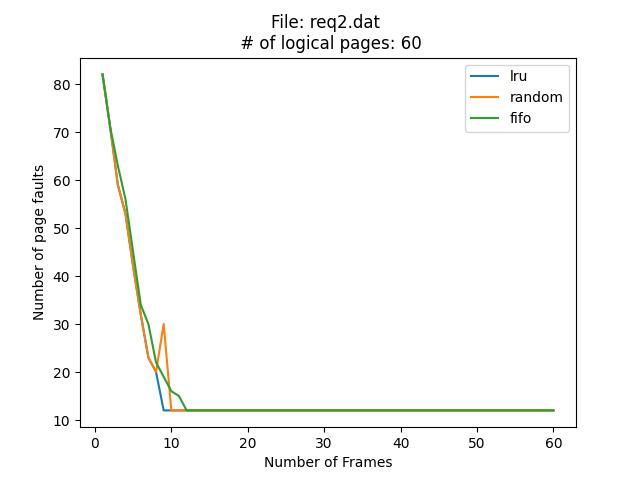 File: req2.dat
# of logical pages: 60
lru
random
fifo
Number of page faults
80
70
60
50
40
30
20
10
0 10 20 30 40 50 60
Number of Frames